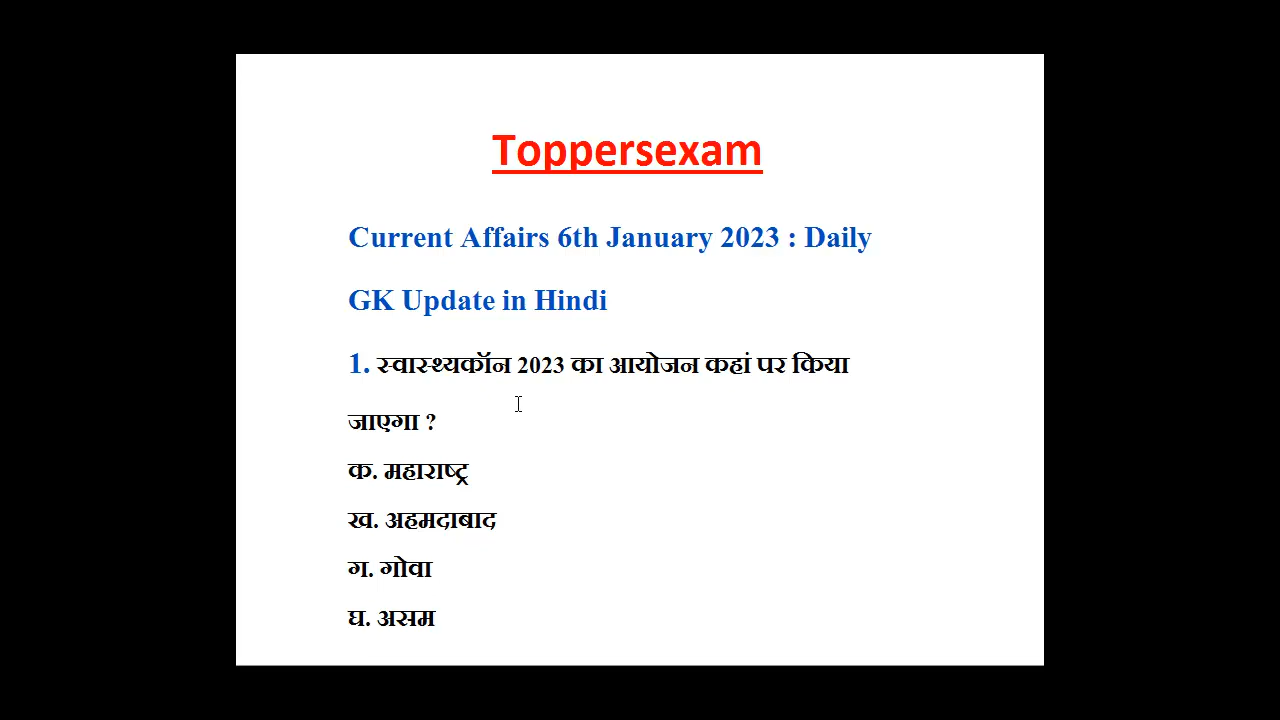 Toppersexam
Current Affairs 6th January 2023 : Daily
GK Update in Hindi
1. स्वास्थ्यकॉन 2023 का आयोजन कहां पर किया
जाएगा ?
क. महाराष्ट्र
ख. अहमदाबाद
ग. गोवा
घ. असम